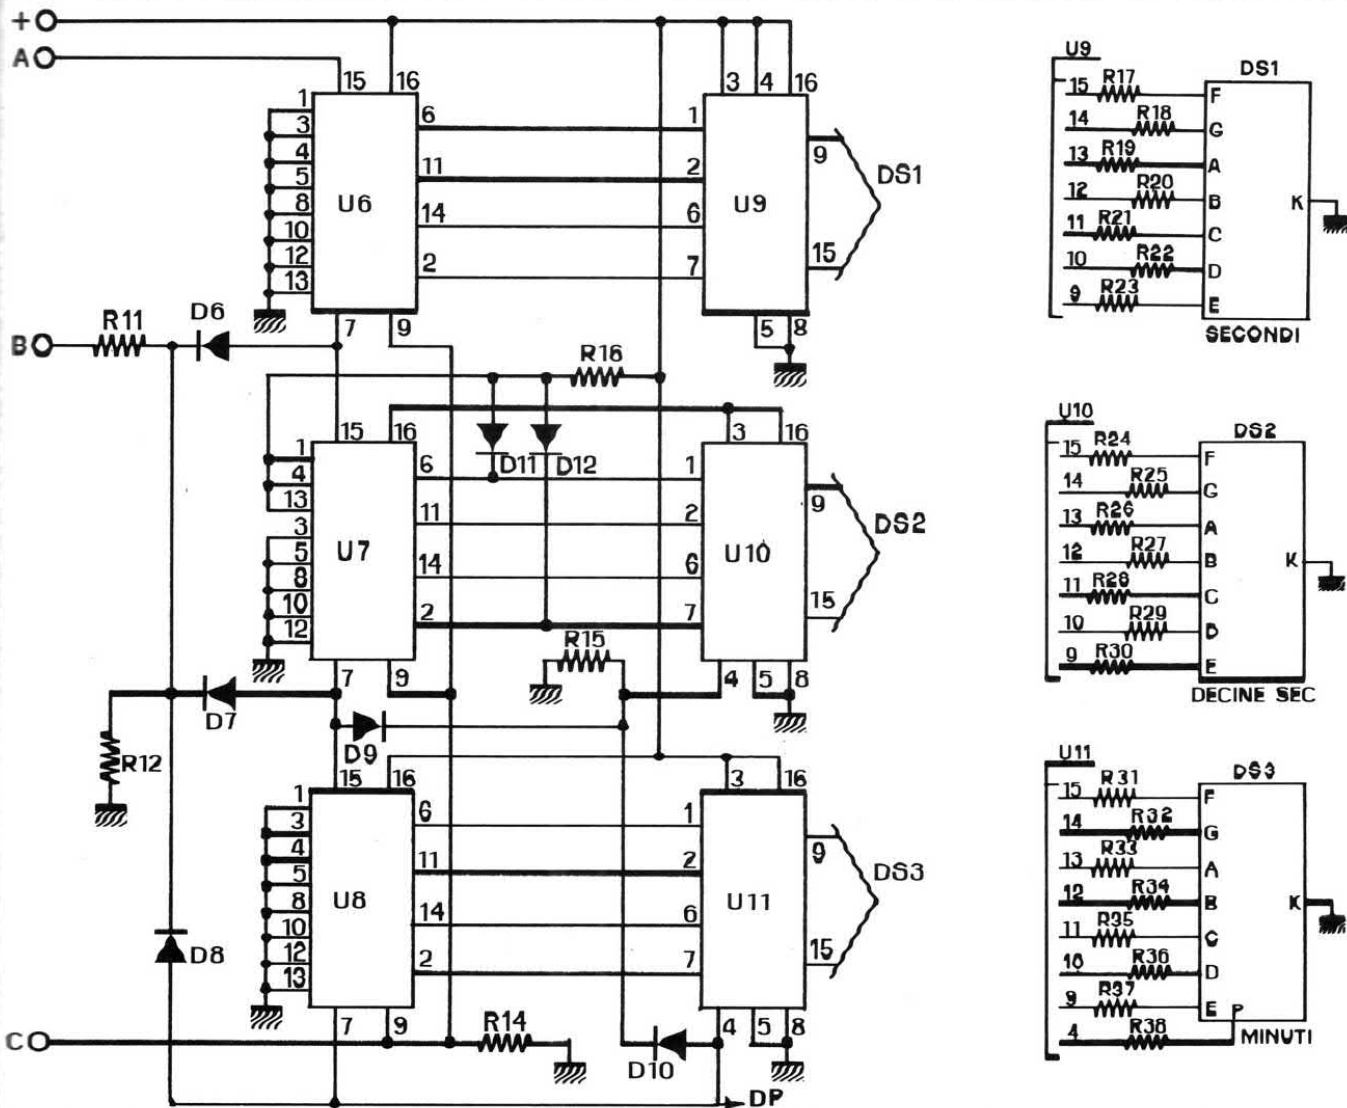 +
A
15 16
3 4 16
1 6 1
3
4 11 2 9 DS1
5 U6 U9
8 14 6
10
12 2 7 15
13
R11 D6 7 9 5 8
B
R16
15 16 3 16
1 6 D11 D12 1
4 9
13 11 2 DS2
3
5 U7 U10
8 14 6
10 15
12 2 7
R15
7 9 4 5 8
D7
D9
R12
15 16 3 16
1 6 1
3 9
4 11 2 DS3
5 U8 U11
8
10 14 6
12 15
13 2 7
D8
7 9 R14 4 5 8
C
D10
DP
U9
DS1
15 R17 F
14 R18 G
13 R19 A
12 R20 B K
11 R21 C
10 R22 D
9 R23 E
SECONDI
U10
DS2
15 R24 F
14 R25 G
13 R26 A
12 R27 B K
11 R28 C
10 R29 D
9 R30 E
DECINE SEC
U11
DS3
15 R31 F
14 R32 G
13 R33 A
12 R34 B K
11 R35 C
10 R36 D
9 R37 E P
4 R38 MINUTI